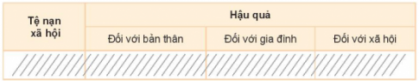 Tệ nạn
xã hội
Hậu quả
Đối với bản thân
Đối với gia đình
Đối với xã hội